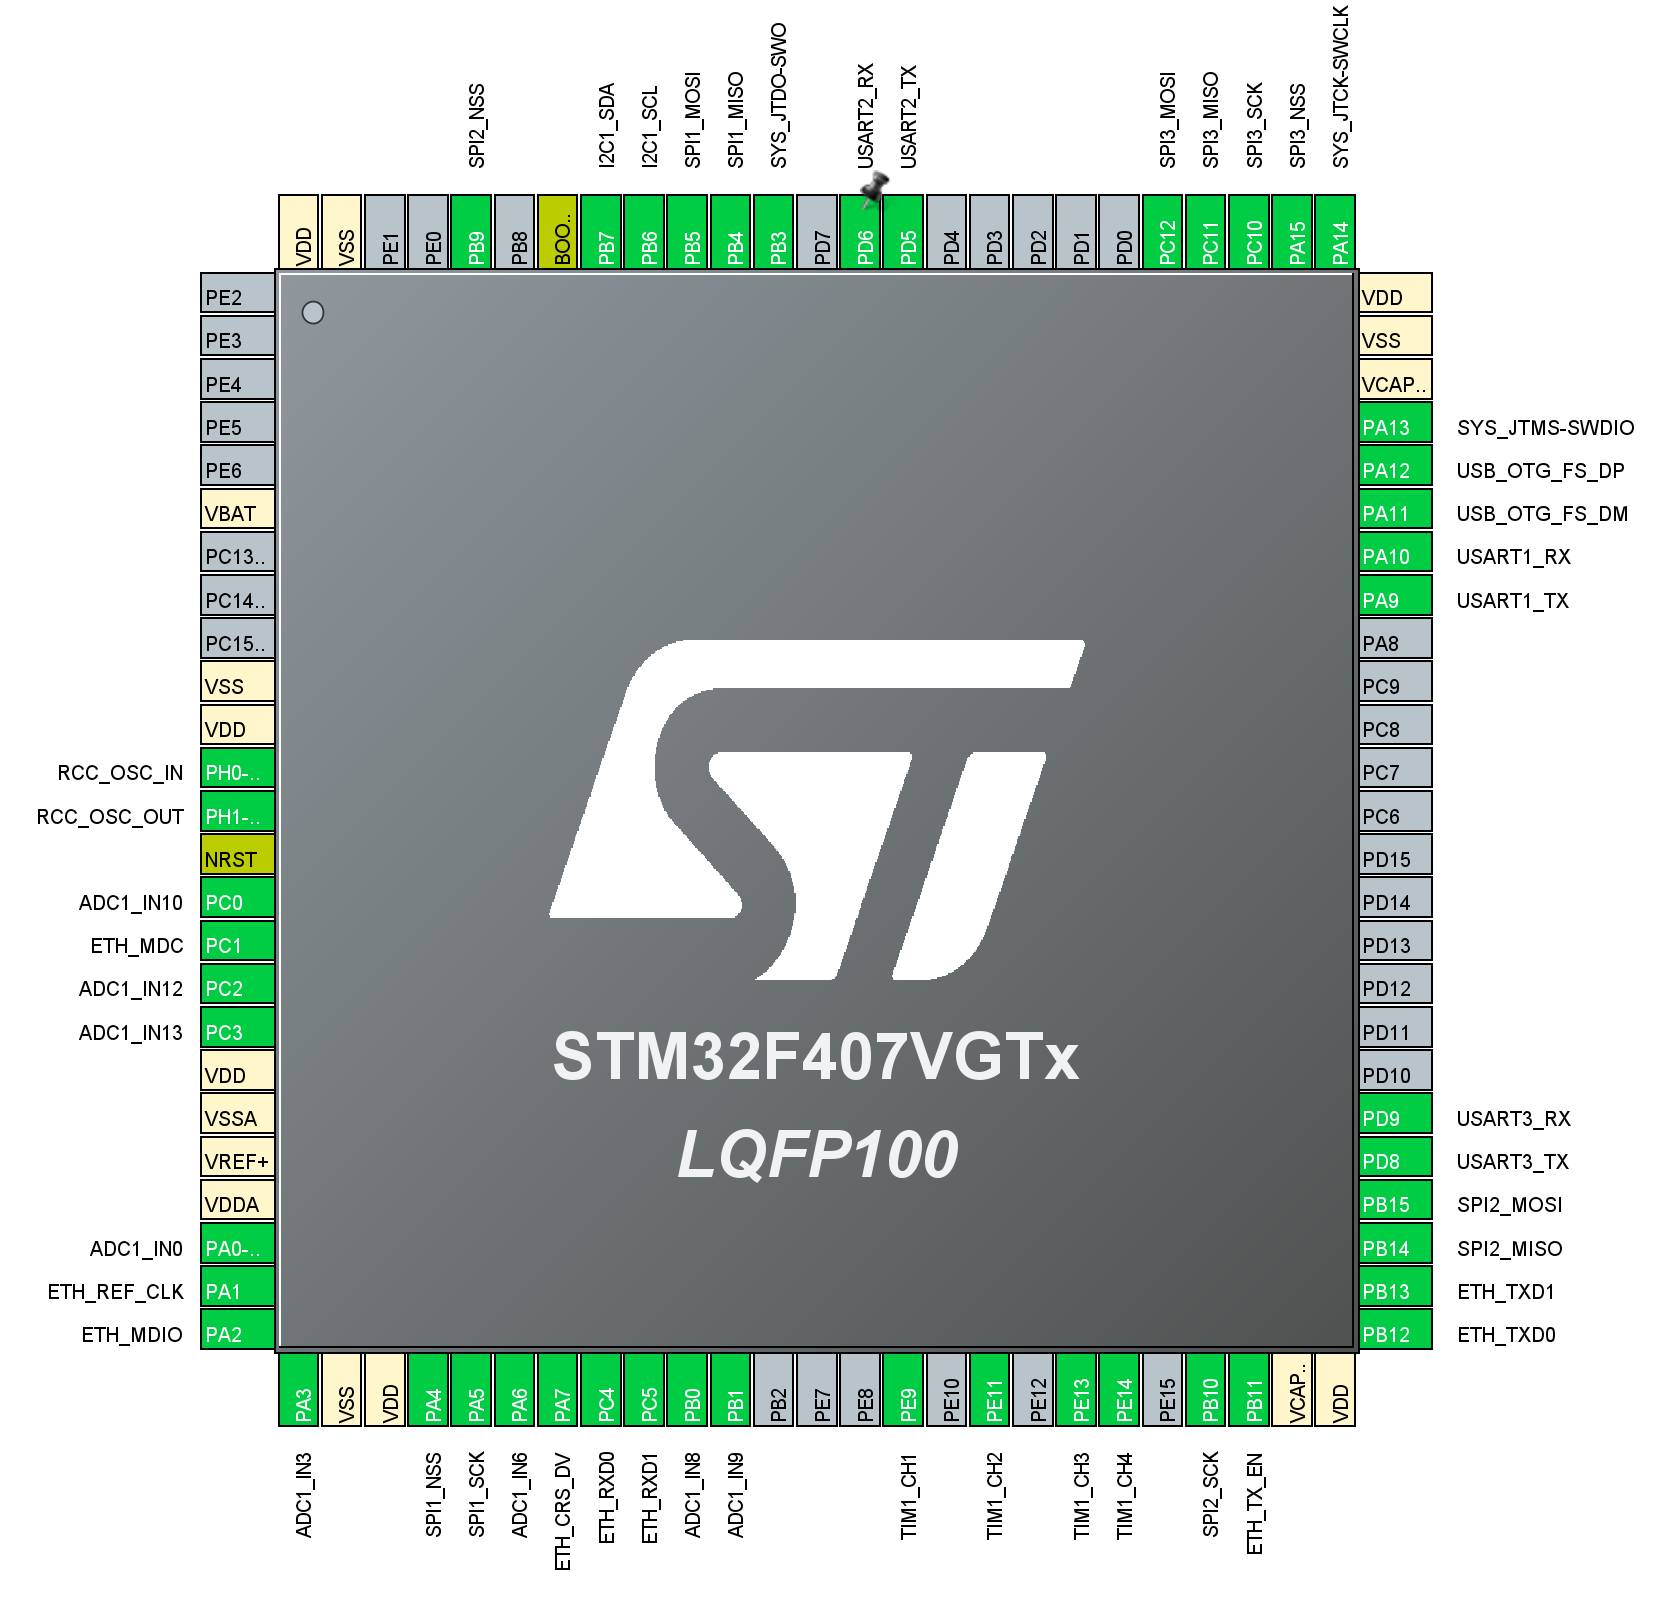 SPI2_NSS
I2C1_SDA
I2C1_SCL
SPI1_MOSI
SPI1_MISO
SYS_JTDO-SWO
USART2_RX
USART2_TX
SPI3_MOSI
SPI3_MISO
SPI3_SCK
SPI3_NSS
SYS_JTCK-SWCLK
VDD
VSS
PE1
PE0
PB9
PB8
BOO..
PB7
PB6
PB5
PB4
PB3
PD7
PD6
PD5
PD4
PD3
PD2
PD1
PD0
PC12
PC11
PC10
PA15
PA14
PE2
PE3
PE4
PE5
PE6
VBAT
PC13..
PC14..
PC15..
VSS
VDD
RCC_OSC_IN PH0-..
RCC_OSC_OUT PH1-..
NRST
ADC1_IN10 PC0
ETH_MDC PC1
ADC1_IN12 PC2
ADC1_IN13 PC3
VDD
VSSA
VREF+
VDDA
ADC1_IN0 PA0-..
ETH_REF_CLK PA1
ETH_MDIO PA2
STM32F407VGTx
LQFP100
VDD
VSS
VCAP..
PA13 SYS_JTMS-SWDIO
PA12 USB_OTG_FS_DP
PA11 USB_OTG_FS_DM
PA10 USART1_RX
PA9 USART1_TX
PA8
PC9
PC8
PC7
PC6
PD15
PD14
PD13
PD12
PD11
PD10
PD9 USART3_RX
PD8 USART3_TX
PB15 SPI2_MOSI
PB14 SPI2_MISO
PB13 ETH_TXD1
PB12 ETH_TXD0
PA3
VSS
VDD
PA4
PA5
PA6
PA7
PC4
PC5
PB0
PB1
PB2
PE7
PE8
PE9
PE10
PE11
PE12
PE13
PE14
PE15
PB10
PB11
VCAP..
VDD
ADC1_IN3
SPI1_NSS
SPI1_SCK
ADC1_IN6
ETH_CRS_DV
ETH_RXD0
ETH_RXD1
ADC1_IN8
ADC1_IN9
TIM1_CH1
TIM1_CH2
TIM1_CH3
TIM1_CH4
SPI2_SCK
ETH_TX_EN